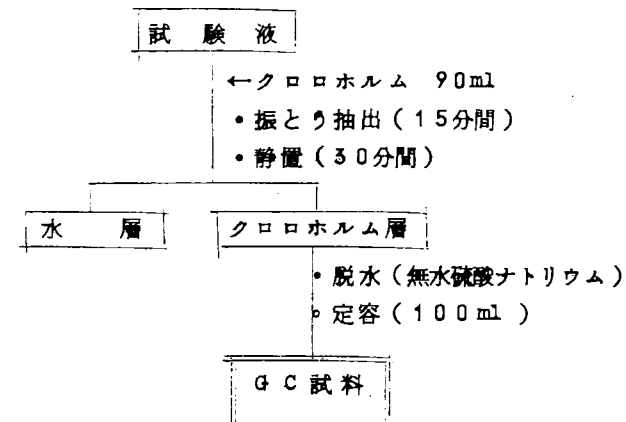 試験液
←クロロホルム 90ml
・振とう抽出(15分間)
・静置(30分間)
水層
クロロホルム層
・脱水(無水硫酸ナトリウム)
・定容(100ml)
GC試料